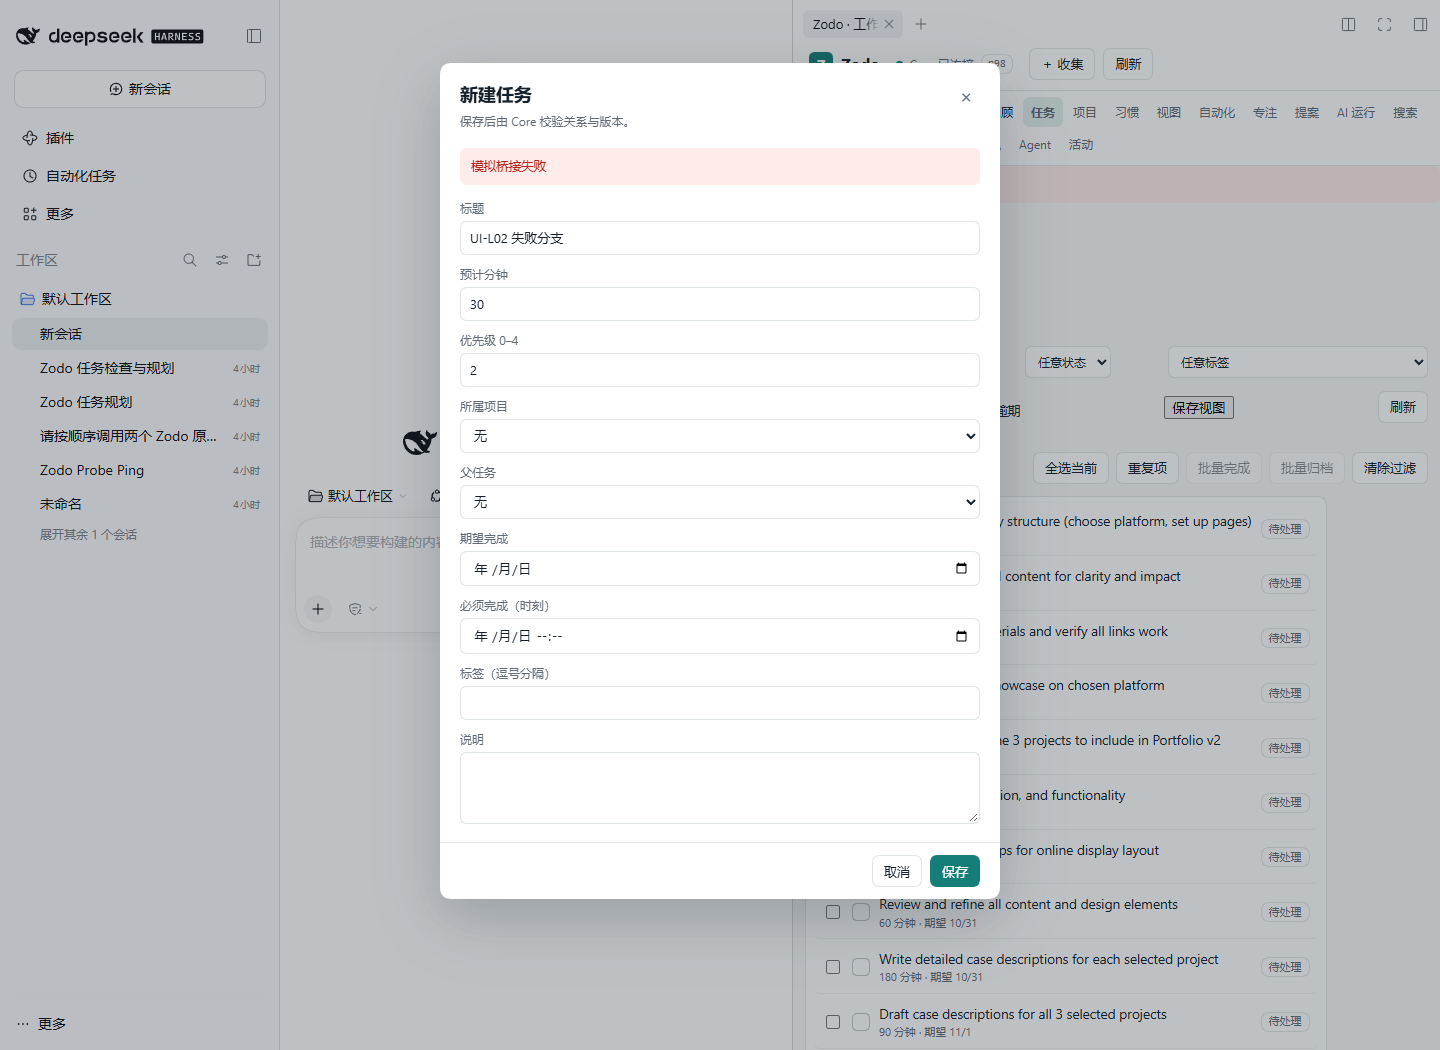 deepseek HARNESS
新会话
插件
自动化任务
更多
工作区
默认工作区
新会话
Zodo 任务检查与规划 4小时
Zodo 任务规划 4小时
请按顺序调用两个 Zodo 原... 4小时
Zodo Probe Ping 4小时
未命名 4小时
展开其余 1 个会话
更多
默认工作区
描述你想要构建的内容
Zodo · 工作
+ 收集
刷新
顾 任务 项目 习惯 视图 自动化 专注 提案 AI 运行 搜索
Agent 活动
任意状态 任意标签
逾期 保存视图 刷新
全选当前 重复项 批量完成 批量归档 清除过滤
structure (choose platform, set up pages) 待处理
content for clarity and impact 待处理
rials and verify all links work 待处理
owcase on chosen platform 待处理
e 3 projects to include in Portfolio v2 待处理
ion, and functionality 待处理
ps for online display layout 待处理
Review and refine all content and design elements 待处理
60 分钟 · 期望 10/31
Write detailed case descriptions for each selected project 待处理
180 分钟 · 期望 10/31
Draft case descriptions for all 3 selected projects 待处理
90 分钟 · 期望 11/1
新建任务
保存后由 Core 校验关系与版本。
模拟桥接失败
标题
UI-L02 失败分支
预计分钟
30
优先级 0–4
2
所属项目
无
父任务
无
期望完成
年 /月/日
必须完成（时刻）
年 /月/日 --:--
标签（逗号分隔）
说明
取消 保存